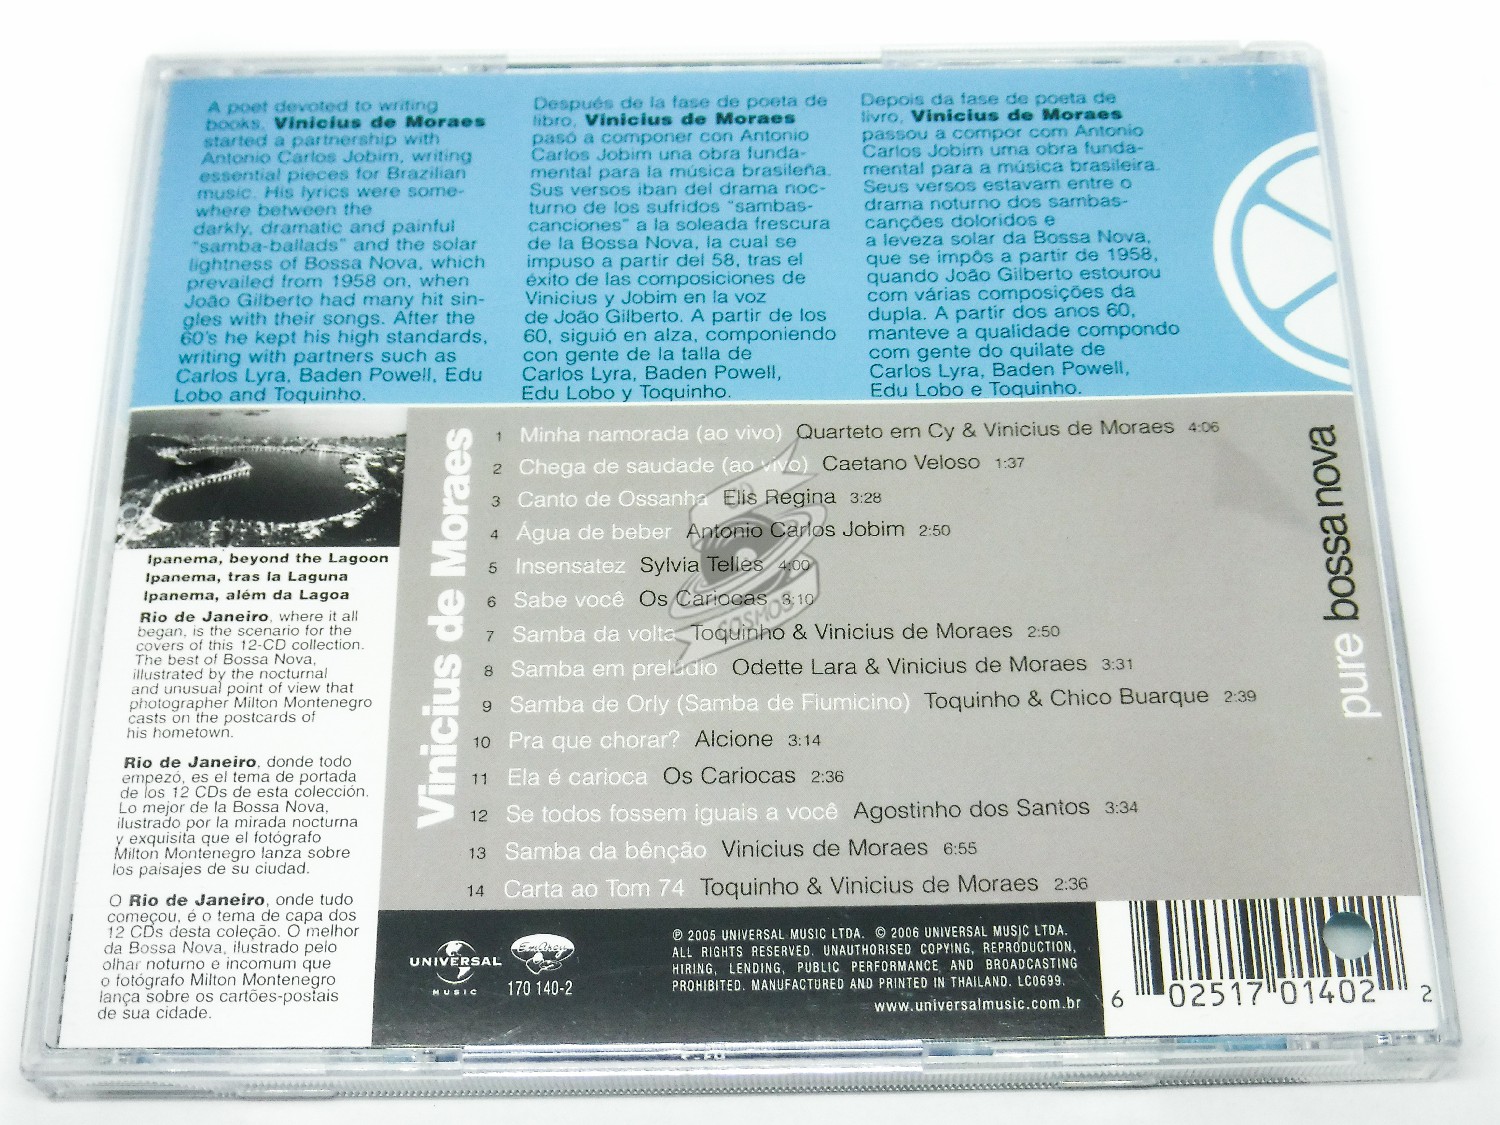 A poet devoted to writing
books, Vinicius de Moraes
started a partnership with
Antonio Carlos Jobim, writing
essential pieces for Brazilian
music. His lyrics were some-
where between the
darkly, dramatic and painful
"samba-ballads" and the solar
lightness of Bossa Nova, which
prevailed from 1958 on, when
João Gilberto had many hit sin-
gles with their songs. After the
60's he kept his high standards,
writing with partners such as
Carlos Lyra, Baden Powell, Edu
Lobo and Toquinho.
Después de la fase de poeta de
libro, Vinicius de Moraes
pasó a componer con Antonio
Carlos Jobim una obra funda-
mental para la música brasileña.
Sus versos iban del drama noc-
turno de los sufridos "sambas-
canciones" a la soleada frescura
de la Bossa Nova, la cual se
impuso a partir del 58, tras el
éxito de las composiciones de
Vinicius y Jobim en la voz
de João Gilberto. A partir de los
60, siguió en alza, componiendo
con gente de la talla de
Carlos Lyra, Baden Powell,
Edu Lobo y Toquinho.
Depois da fase de poeta de
livro, Vinicius de Moraes
passou a compor com Antonio
Carlos Jobim uma obra funda-
mental para a música brasileira.
Seus versos estavam entre o
drama noturno dos sambas-
canções doloridos e
a leveza solar da Bossa Nova,
que se impôs a partir de 1958,
quando João Gilberto estourou
com várias composições da
dupla. A partir dos anos 60,
manteve a qualidade compondo
com gente do quilate de
Carlos Lyra, Baden Powell,
Edu Lobo e Toquinho.
Ipanema, beyond the Lagoon
Ipanema, tras la Laguna
Ipanema, além da Lagoa
Rio de Janeiro, where it all
began, is the scenario for the
covers of this 12-CD collection.
The best of Bossa Nova,
illustrated by the nocturnal
and unusual point of view that
photographer Milton Montenegro
casts on the postcards of
his hometown.
Rio de Janeiro, donde todo
empezó, es el tema de portada
de los 12 CDs de esta colección.
Lo mejor de la Bossa Nova,
ilustrado por la mirada nocturna
y exquisita que el fotógrafo
Milton Montenegro lanza sobre
los paisajes de su ciudad.
O Rio de Janeiro, onde tudo
começou, é o tema de capa dos
12 CDs desta coleção. O melhor
da Bossa Nova, ilustrado pelo
olhar noturno e incomum que
o fotógrafo Milton Montenegro
lança sobre os cartões-postais
de sua cidade.
Vinicius de Moraes
1 Minha namorada (ao vivo) Quarteto em Cy & Vinicius de Moraes 4:06
2 Chega de saudade (ao vivo) Caetano Veloso 1:37
3 Canto de Ossanha Elis Regina 3:28
4 Água de beber Antonio Carlos Jobim 2:50
5 Insensatez Sylvia Telles 4:00
6 Sabe você Os Cariocas 3:10
7 Samba da volta Toquinho & Vinicius de Moraes 2:50
8 Samba em prelúdio Odette Lara & Vinicius de Moraes 3:31
9 Samba de Orly (Samba de Fiumicino) Toquinho & Chico Buarque 2:39
10 Pra que chorar? Alcione 3:14
11 Ela é carioca Os Cariocas 2:36
12 Se todos fossem iguais a você Agostinho dos Santos 3:34
13 Samba da bênção Vinicius de Moraes 6:55
14 Carta ao Tom 74 Toquinho & Vinicius de Moraes 2:36
pure bossa nova
CD
COSMOS
UNIVERSAL
MUSIC
EmArcy
170 140-2
℗ 2005 UNIVERSAL MUSIC LTDA. © 2006 UNIVERSAL MUSIC LTDA.
ALL RIGHTS RESERVED. UNAUTHORISED COPYING, REPRODUCTION,
HIRING, LENDING, PUBLIC PERFORMANCE AND BROADCASTING
PROHIBITED. MANUFACTURED AND PRINTED IN THAILAND. LC0699.
www.universalmusic.com.br
6 02517 01402 2